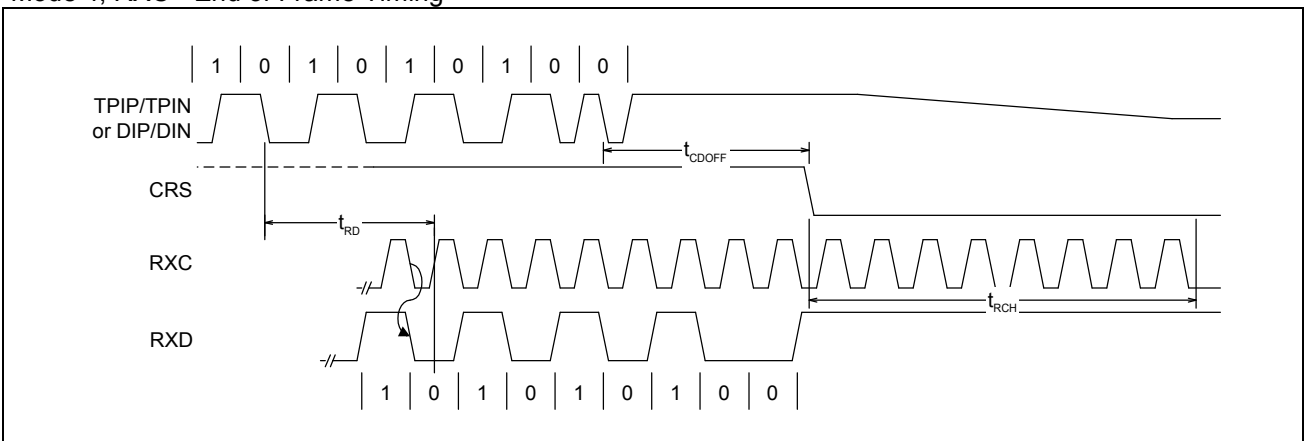 Mode 1, RXC - End of Frame Timing
1 0 1 0 1 0 1 0 0
TPIP/TPIN
or DIP/DIN
tCDOFF
CRS
tRD
RXC
tRCH
RXD
1 0 1 0 1 0 1 0 0